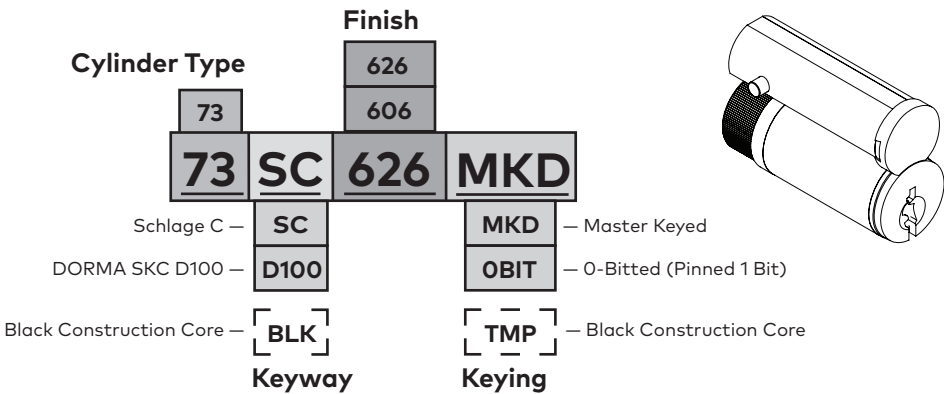 Finish
Cylinder Type
626
606
73
73 SC 626 MKD
Schlage C — SC
MKD — Master Keyed
DORMA SKC D100 — D100
0BIT — 0-Bitted (Pinned 1 Bit)
Black Construction Core — BLK
TMP — Black Construction Core
Keyway
Keying